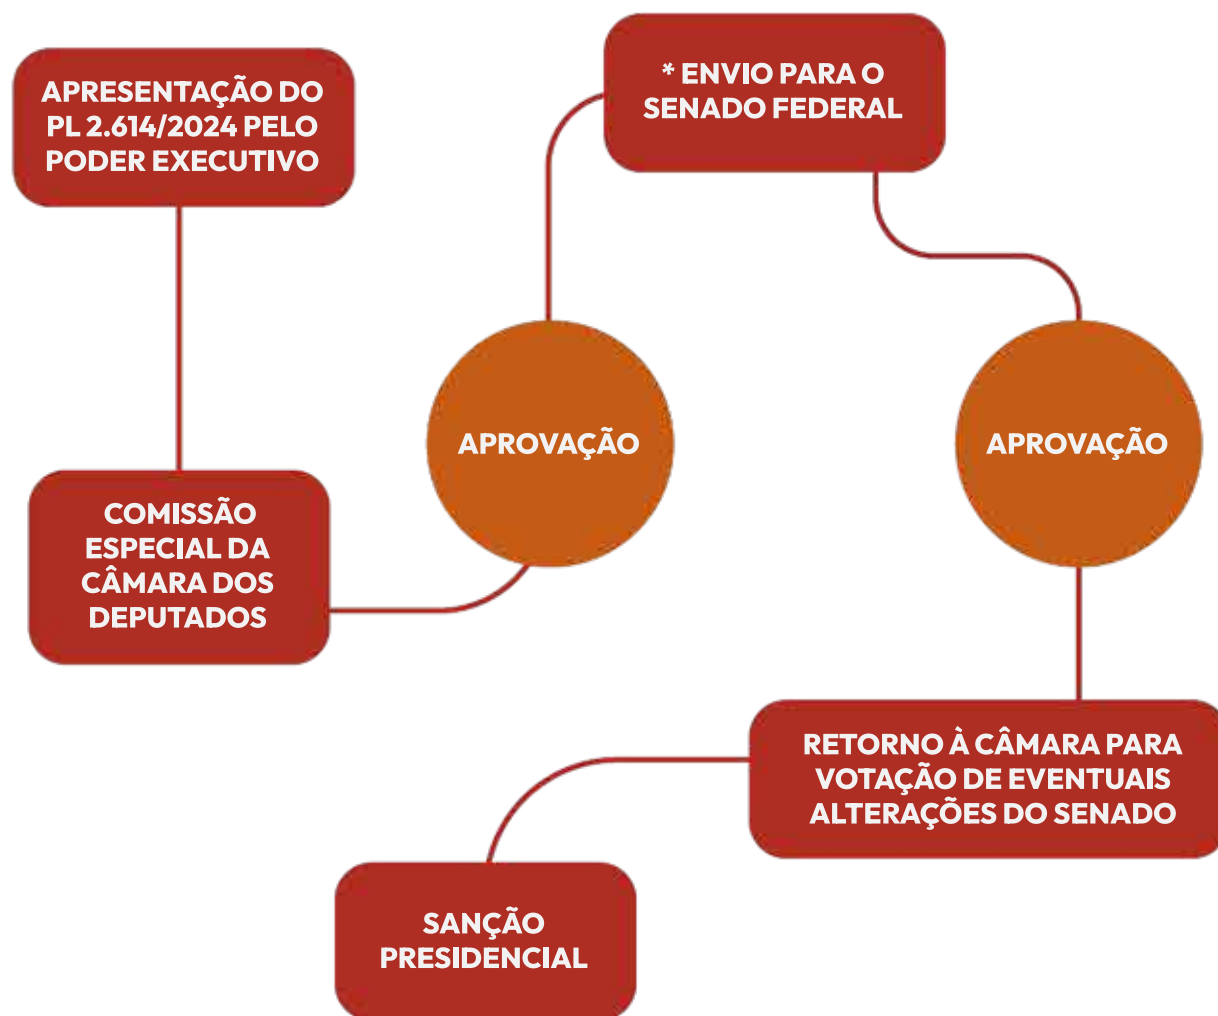 APRESENTAÇÃO DO
PL 2.614/2024 PELO
PODER EXECUTIVO
COMISSÃO
ESPECIAL DA
CÂMARA DOS
DEPUTADOS
APROVAÇÃO
* ENVIO PARA O
SENADO FEDERAL
APROVAÇÃO
RETORNO À CÂMARA PARA
VOTAÇÃO DE EVENTUAIS
ALTERAÇÕES DO SENADO
SANÇÃO
PRESIDENCIAL